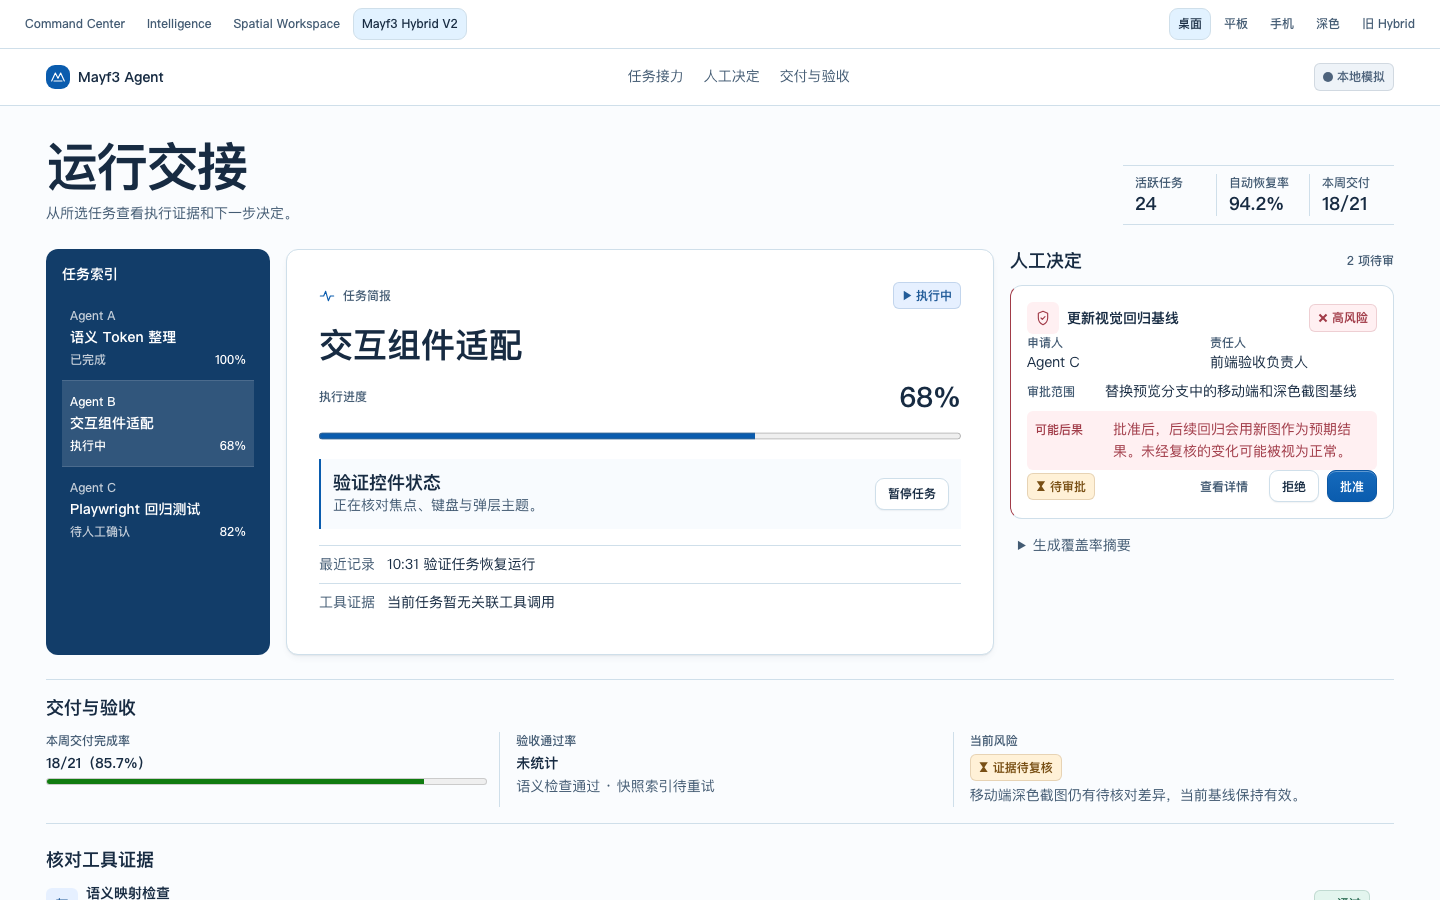 Command Center Intelligence Spatial Workspace Mayf3 Hybrid V2 桌面 平板 手机 深色 旧 Hybrid
Mayf3 Agent 任务接力 人工决定 交付与验收 本地模拟
运行交接
从所选任务查看执行证据和下一步决定。
活跃任务 自动恢复率 本周交付
24 94.2% 18/21
任务索引
Agent A
语义 Token 整理
已完成 100%
Agent B
交互组件适配
执行中 68%
Agent C
Playwright 回归测试
待人工确认 82%
任务简报 执行中
交互组件适配
执行进度 68%
验证控件状态
正在核对焦点、键盘与弹层主题。
暂停任务
最近记录 10:31 验证任务恢复运行
工具证据 当前任务暂无关联工具调用
人工决定 2 项待审
更新视觉回归基线 高风险
申请人 责任人
Agent C 前端验收负责人
审批范围 替换预览分支中的移动端和深色截图基线
可能后果 批准后，后续回归会用新图作为预期结
果。未经复核的变化可能被视为正常。
待审批 查看详情 拒绝 批准
生成覆盖率摘要
交付与验收
本周交付完成率
18/21（85.7%）
验收通过率
未统计
语义检查通过 · 快照索引待重试
当前风险
证据待复核
移动端深色截图仍有待核对差异，当前基线保持有效。
核对工具证据
语义映射检查